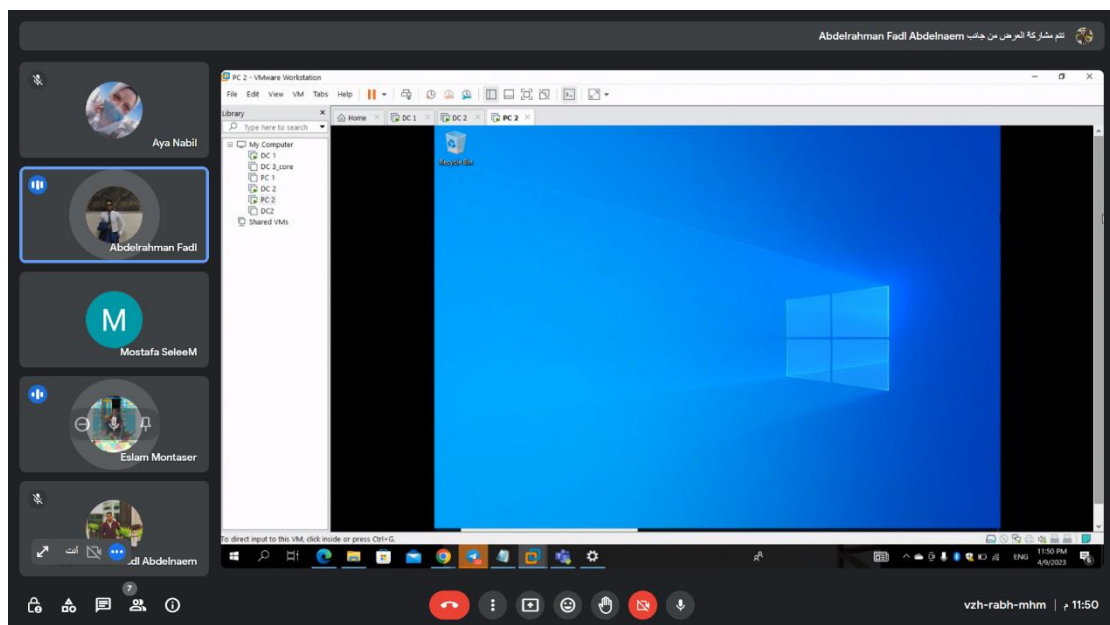 تتم مشاركة العرض من جانب Abdelrahman Fadl Abdelnaem
Aya Nabil
Abdelrahman Fadl
M
Mostafa SeleeM
Eslam Montaser
أنت
dl Abdelnaem
PC 2 - VMware Workstation
File Edit View VM Tabs Help
Library
Type here to search
Home DC 1 DC 2 PC 2
My Computer
DC 1
DC 3_core
PC 1
DC 2
PC 2
DC2
Shared VMs
Recycle Bin
To direct input to this VM, click inside or press Ctrl+G.
ENG
11:50 PM
4/9/2023
7
vzh-rabh-mhm | 11:50 م